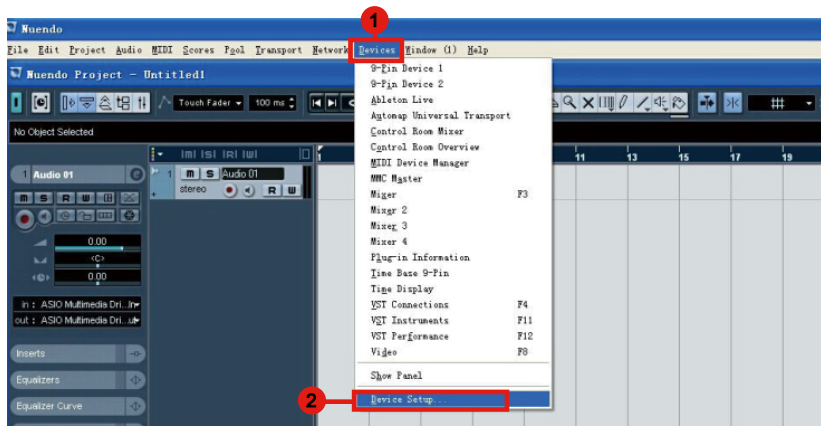 1
Nuendo
File Edit Project Audio MIDI Scores Pool Transport Network Devices Window (1) Help
Nuendo Project - Untitled1
Touch Fader 100 ms
No Object Selected
11 13 15 17 19
1 Audio 01
M S R W
0.00
<C>
0.00
in : ASIO Multimedia Dri...In
out : ASIO Multimedia Dri...ut
Inserts
Equalizers
Equalizer Curve
1 m S Audio 01
stereo R W
9-Pin Device 1
9-Pin Device 2
Ableton Live
Automap Universal Transport
Control Room Mixer
Control Room Overview
MIDI Device Manager
MMC Master
Mixer F3
Mixer 2
Mixer 3
Mixer 4
Plug-in Information
Time Base 9-Pin
Time Display
VST Connections F4
VST Instruments F11
VST Performance F12
Video F8
Show Panel
2
Device Setup...